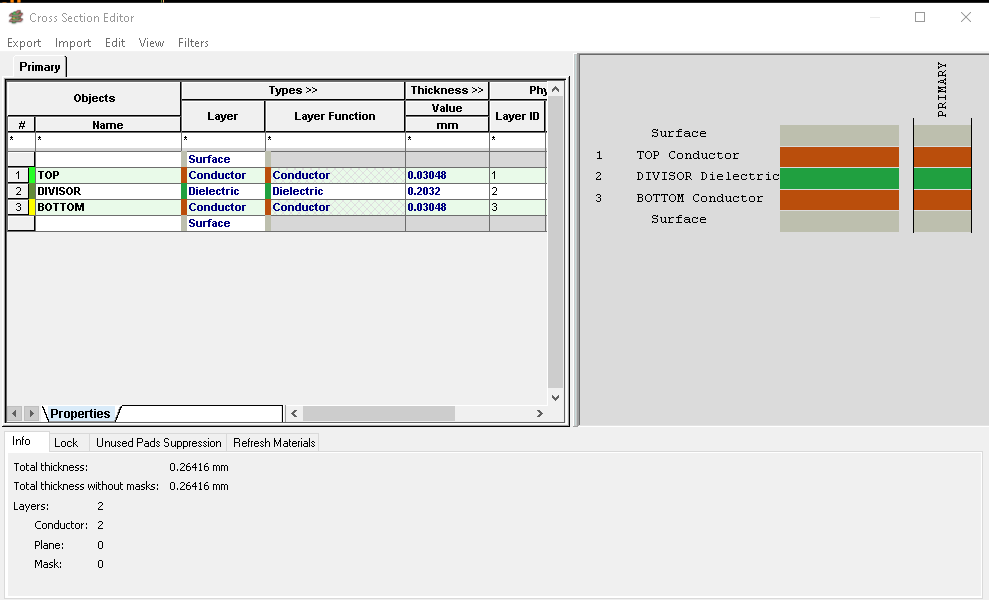 Cross Section Editor
Export Import Edit View Filters
Primary
Objects Types >> Thickness >> Phy
Layer Layer Function Value Layer ID
# Name mm
* * * * * *
Surface
1 TOP Conductor Conductor 0.03048 1
2 DIVISOR Dielectric Dielectric 0.2032 2
3 BOTTOM Conductor Conductor 0.03048 3
Surface
Properties
PRIMARY
Surface
1 TOP Conductor
2 DIVISOR Dielectric
3 BOTTOM Conductor
Surface
Info Lock Unused Pads Suppression Refresh Materials
Total thickness: 0.26416 mm
Total thickness without masks: 0.26416 mm
Layers: 2
Conductor: 2
Plane: 0
Mask: 0